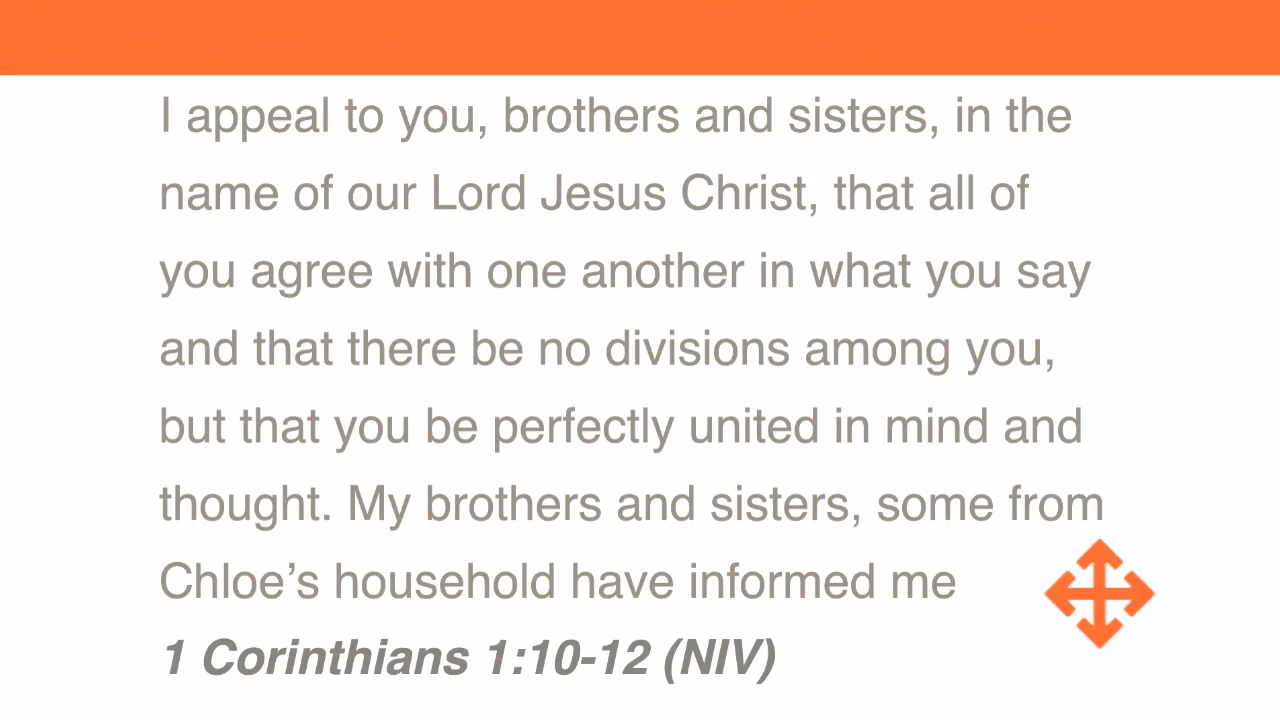 I appeal to you, brothers and sisters, in the
name of our Lord Jesus Christ, that all of
you agree with one another in what you say
and that there be no divisions among you,
but that you be perfectly united in mind and
thought. My brothers and sisters, some from
Chloe’s household have informed me
1 Corinthians 1:10-12 (NIV)